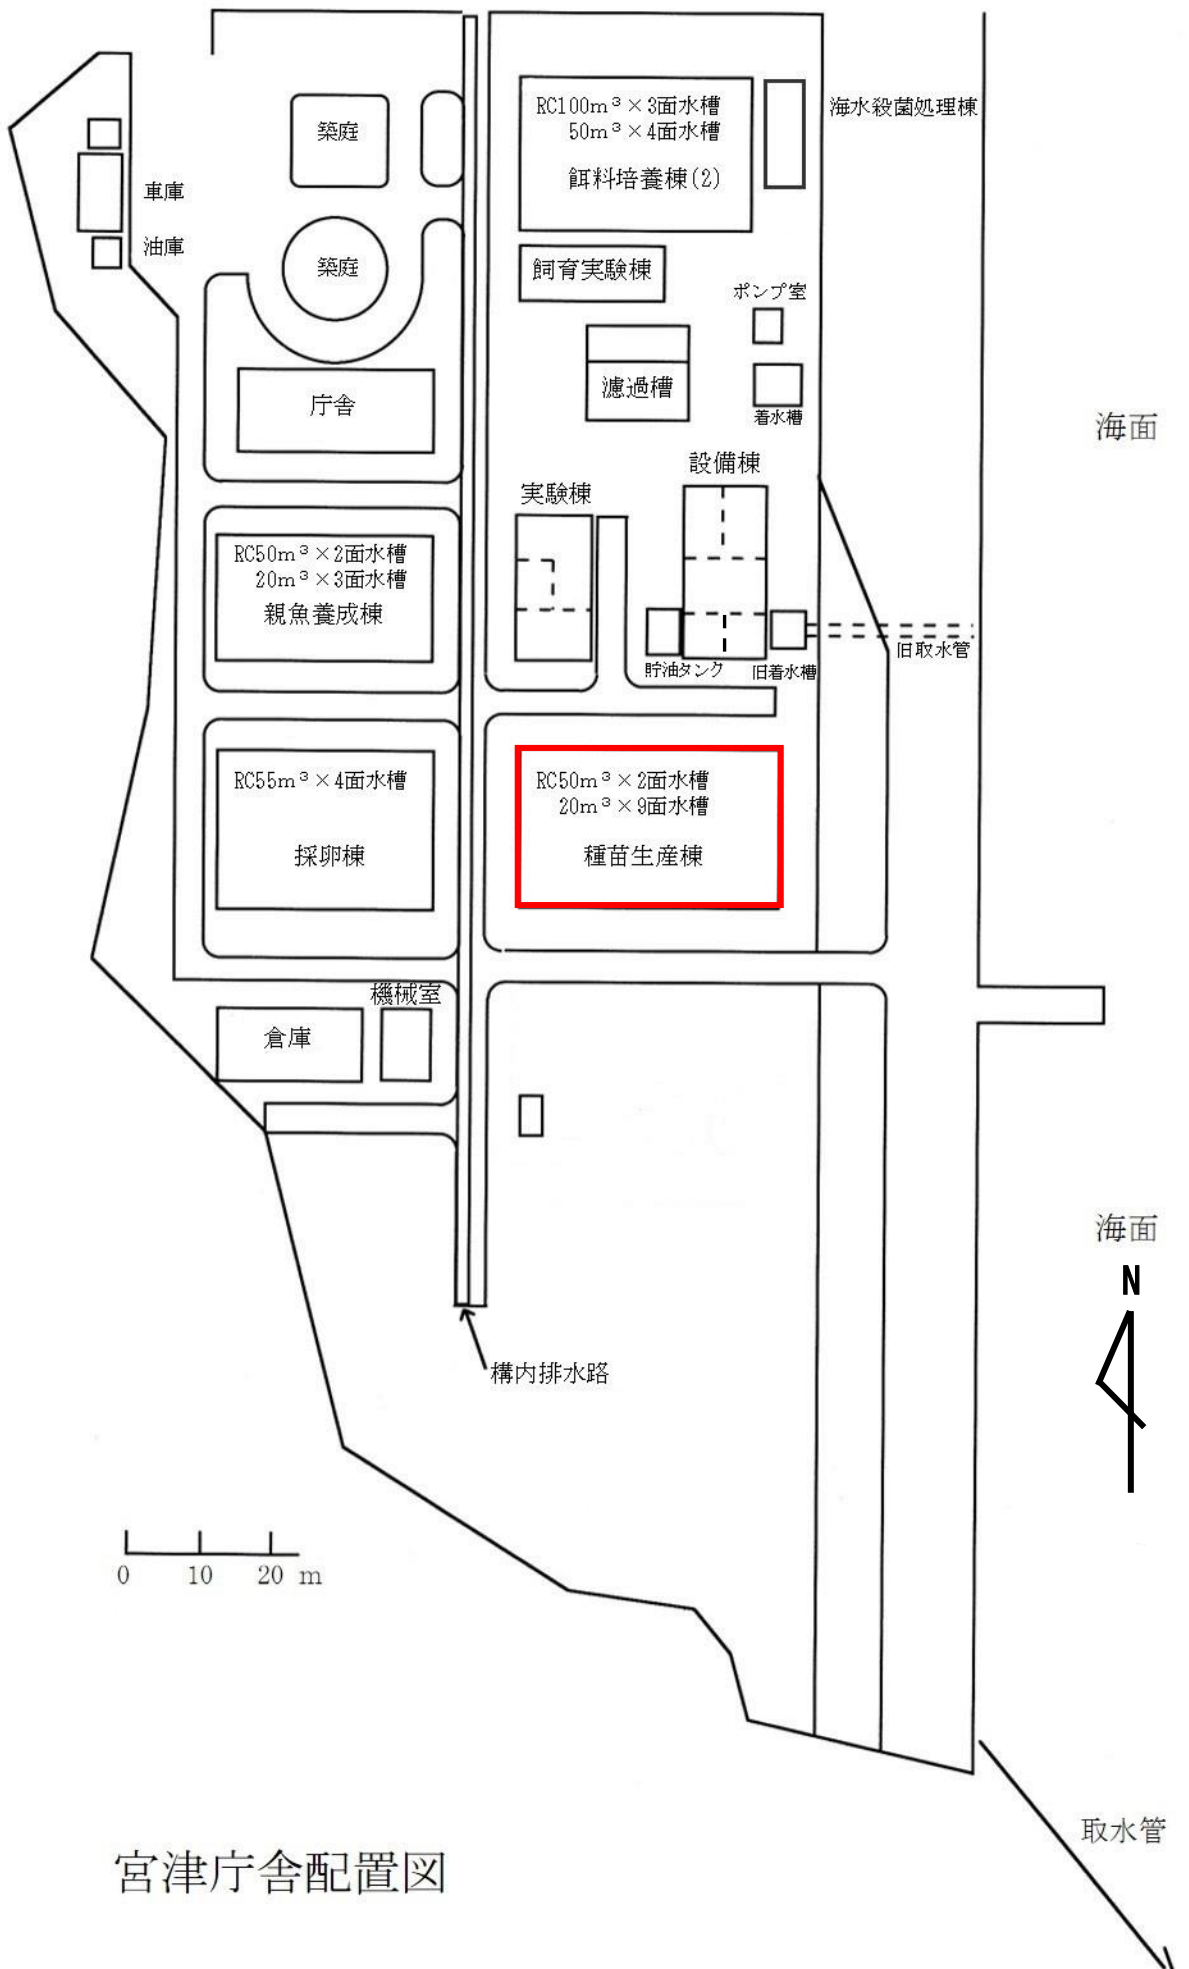 RC100m³×3面水槽
50m³×4面水槽
餌料培養棟(2)
海水殺菌処理棟
築庭
車庫
油庫
築庭
飼育実験棟
ポンプ室
濾過槽
着水槽
庁舎
海面
設備棟
実験棟
RC50m³×2面水槽
20m³×3面水槽
親魚養成棟
旧取水管
貯油タンク
旧着水槽
RC55m³×4面水槽
採卵棟
RC50m³×2面水槽
20m³×9面水槽
種苗生産棟
機械室
倉庫
海面
N
構内排水路
0 10 20 m
取水管
宮津庁舎配置図